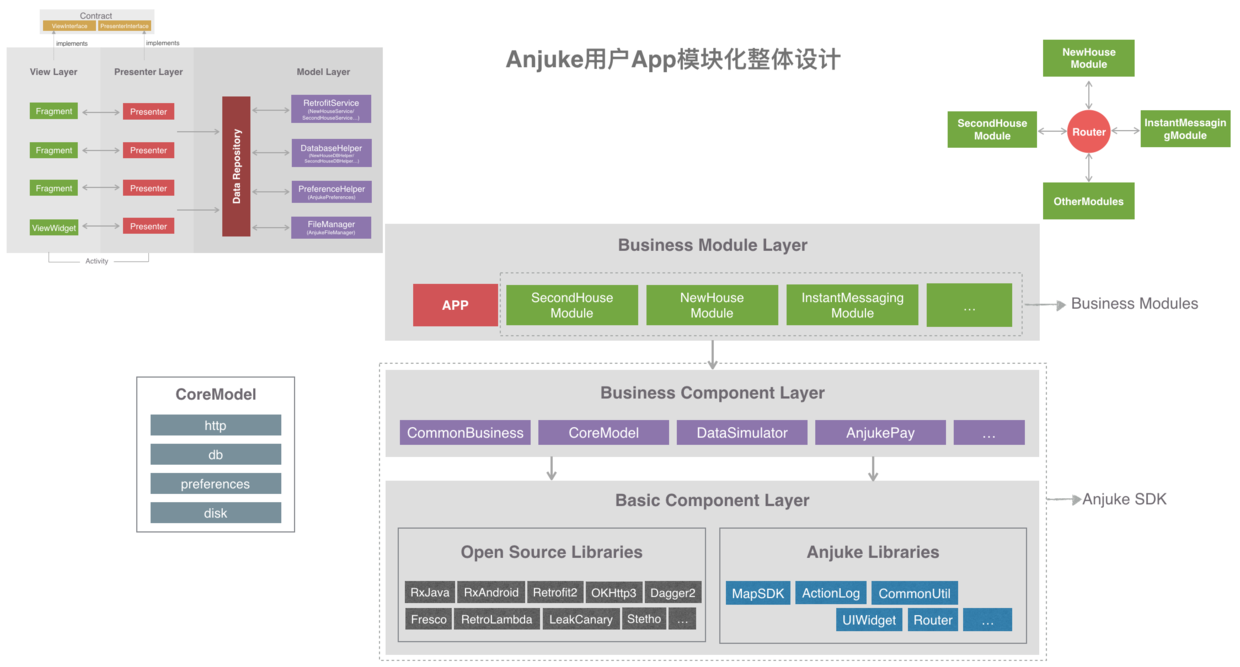 Contract
ViewInterface
PresenterInterface
implements
implements
View Layer
Presenter Layer
Model Layer
Fragment
Presenter
Fragment
Presenter
Fragment
Presenter
ViewWidget
Presenter
Data Repository
RetrofitService
(NewHouseService/
SecondHouseService...)
DatabaseHelper
(NewHouseDBHelper/
SecondHouseDBHelper...)
PreferenceHelper
(AnjukePreferences)
FileManager
(AnjukeFileManager)
Activity
Anjuke用户App模块化整体设计
NewHouse
Module
SecondHouse
Module
Router
InstantMessagin
gModule
OtherModules
Business Module Layer
APP
SecondHouse
Module
NewHouse
Module
InstantMessaging
Module
...
Business Modules
Business Component Layer
CommonBusiness
CoreModel
DataSimulator
AnjukePay
...
CoreModel
http
db
preferences
disk
Basic Component Layer
Anjuke SDK
Open Source Libraries
RxJava
RxAndroid
Retrofit2
OKHttp3
Dagger2
Fresco
RetroLambda
LeakCanary
Stetho
...
Anjuke Libraries
MapSDK
ActionLog
CommonUtil
UIWidget
Router
...